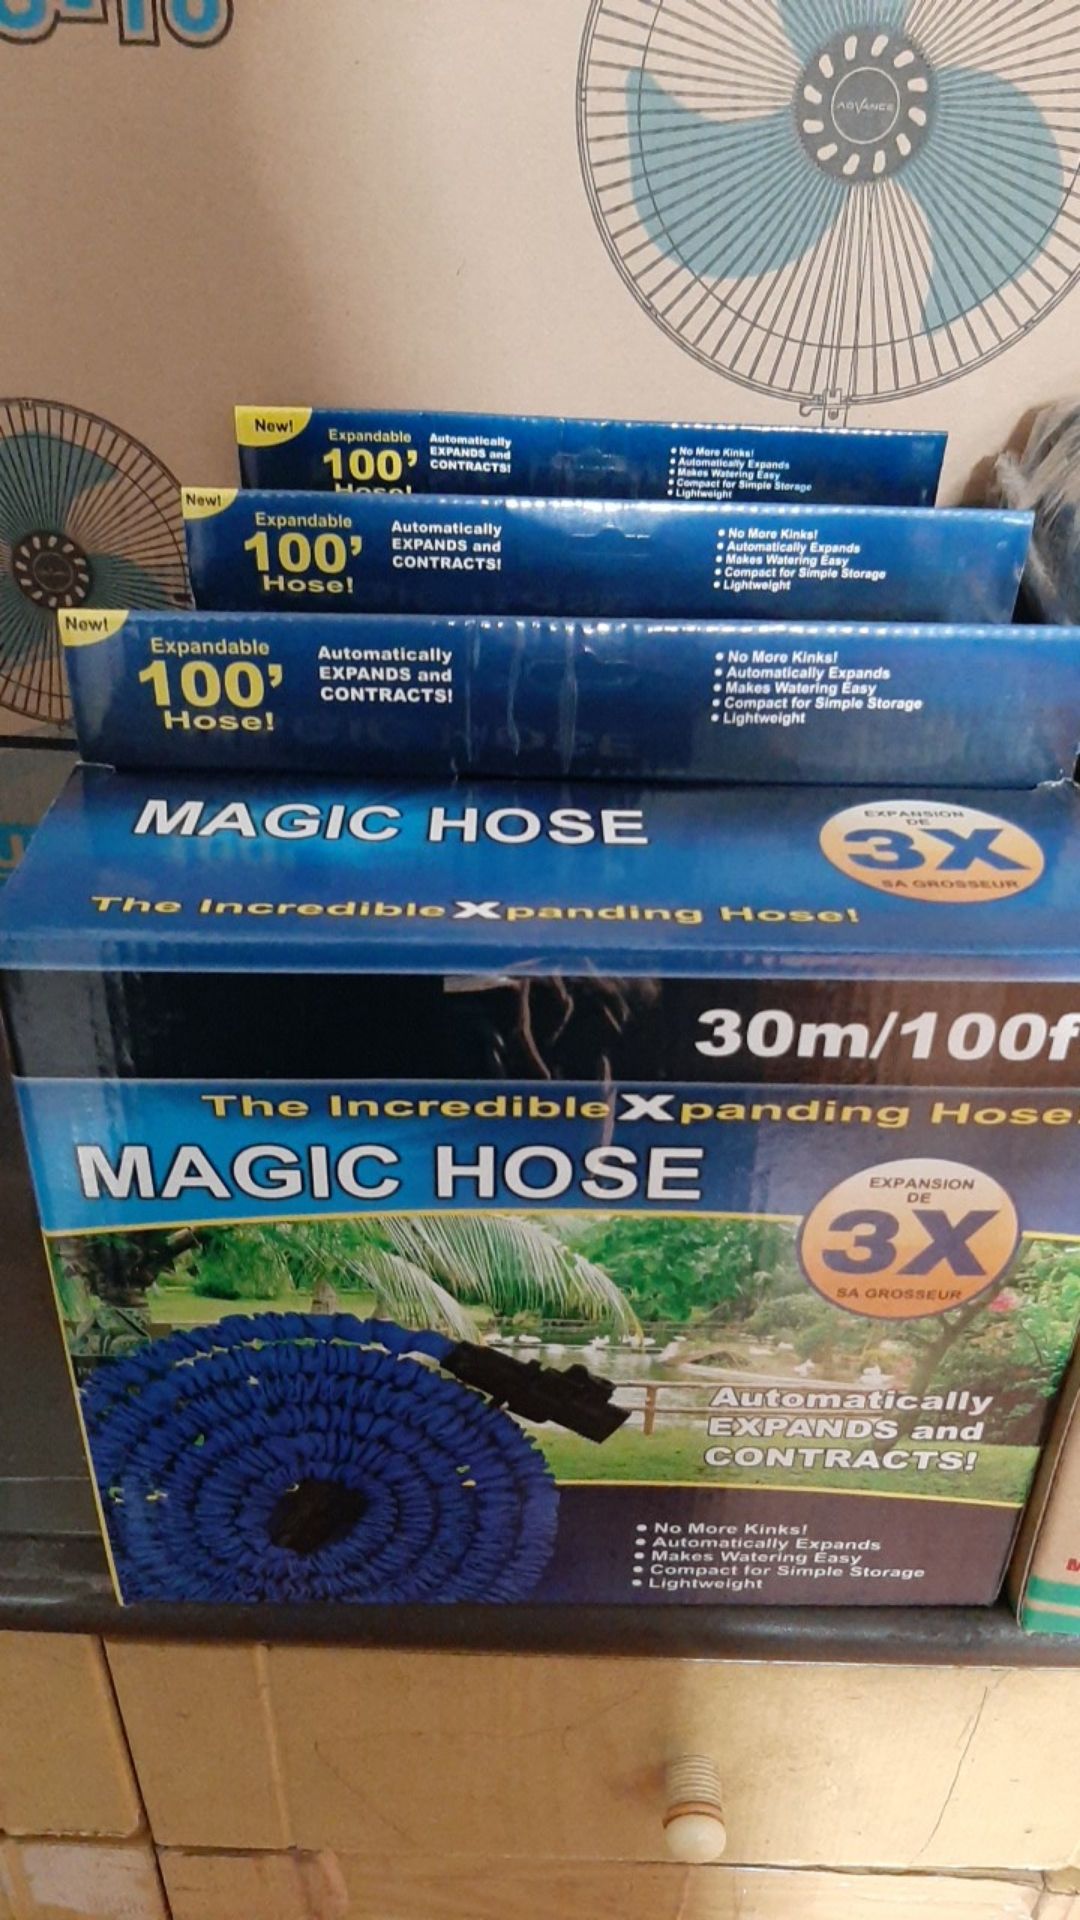 ADVANCE
New!
Expandable
100'
Hose!
Automatically
EXPANDS and
CONTRACTS!
• No More Kinks!
• Automatically Expands
• Makes Watering Easy
• Compact for Simple Storage
• Lightweight
New!
Expandable
100'
Hose!
Automatically
EXPANDS and
CONTRACTS!
• No More Kinks!
• Automatically Expands
• Makes Watering Easy
• Compact for Simple Storage
• Lightweight
New!
Expandable
100'
Hose!
Automatically
EXPANDS and
CONTRACTS!
• No More Kinks!
• Automatically Expands
• Makes Watering Easy
• Compact for Simple Storage
• Lightweight
MAGIC HOSE
EXPANSION
DE
3X
SA GROSSEUR
The Incredible Xpanding Hose!
30m/100f
The Incredible Xpanding Hose
MAGIC HOSE
EXPANSION
DE
3X
SA GROSSEUR
Automatically
EXPANDS and
CONTRACTS!
• No More Kinks!
• Automatically Expands
• Makes Watering Easy
• Compact for Simple Storage
• Lightweight